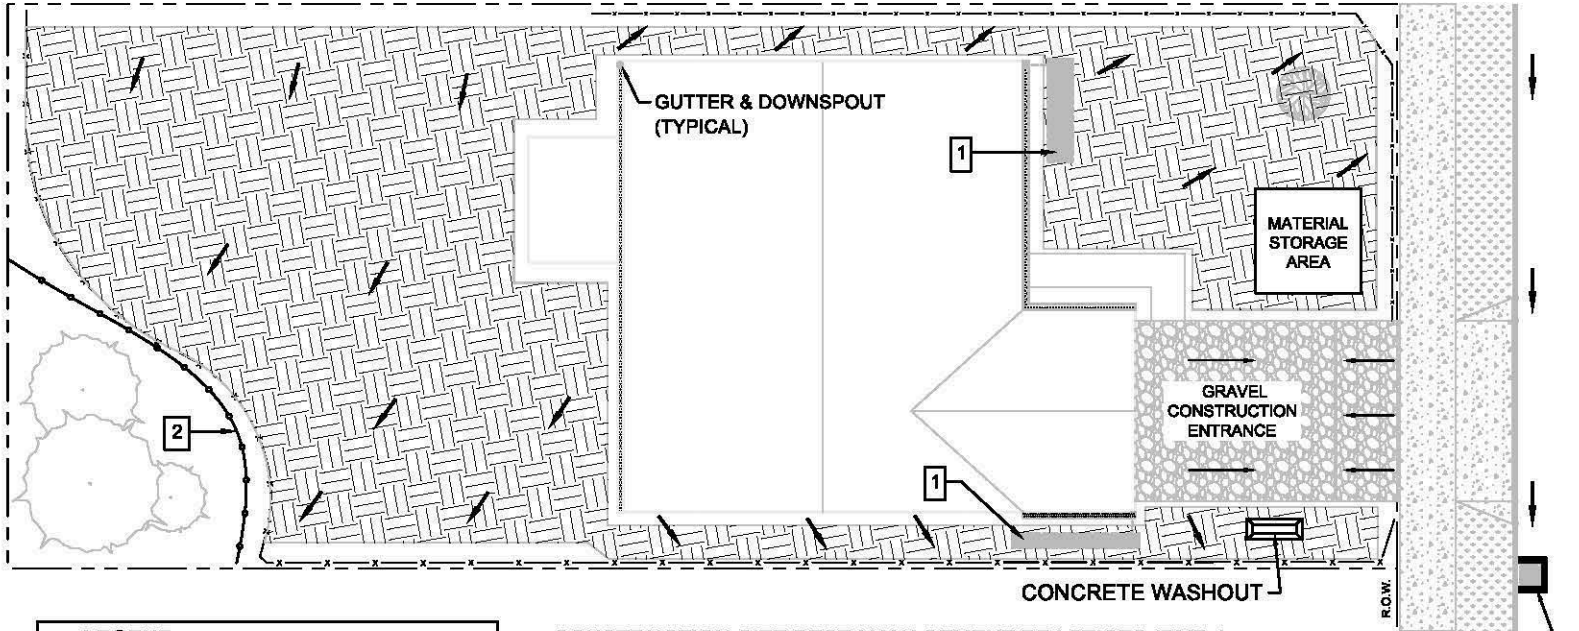 GUTTER & DOWNSPOUT
(TYPICAL)
1
MATERIAL
STORAGE
AREA
GRAVEL
CONSTRUCTION
ENTRANCE
2
1
CONCRETE WASHOUT
R.O.W.